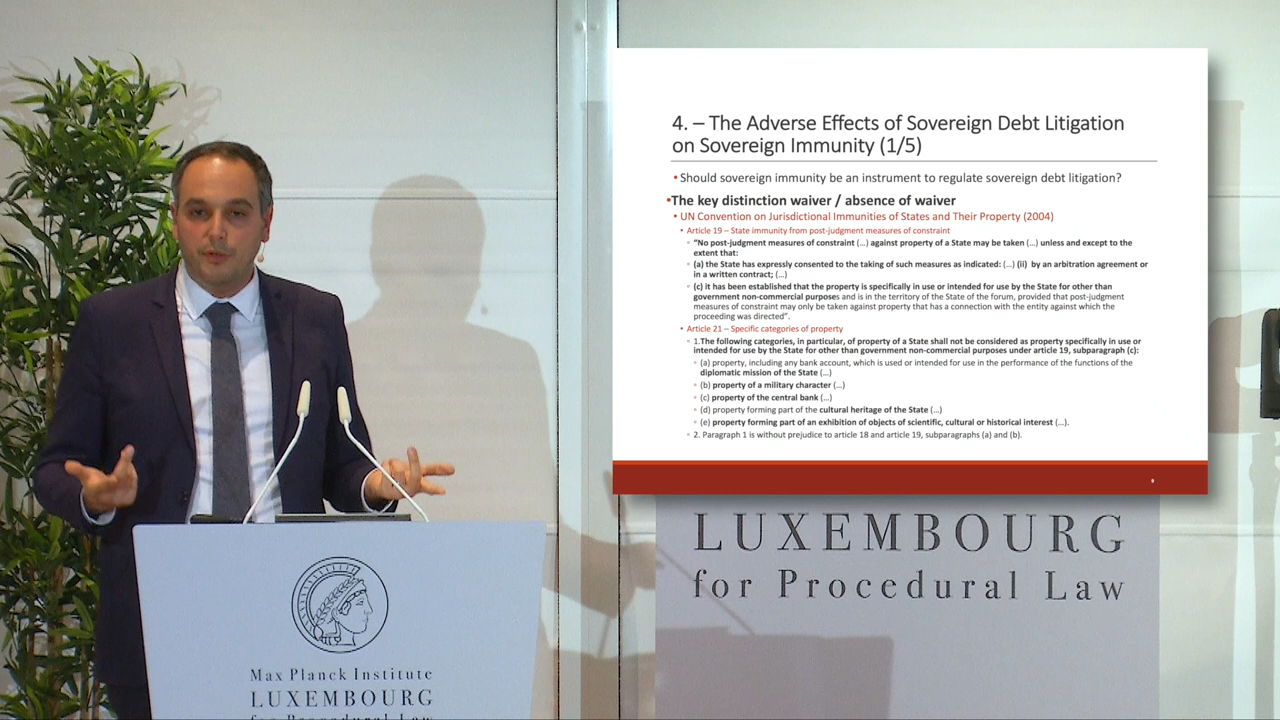 4. – The Adverse Effects of Sovereign Debt Litigation
on Sovereign Immunity (1/5)
• Should sovereign immunity be an instrument to regulate sovereign debt litigation?
•The key distinction waiver / absence of waiver
• UN Convention on Jurisdictional Immunities of States and Their Property (2004)
• Article 19 – State immunity from post-judgment measures of constraint
“No post-judgment measures of constraint (…) against property of a State may be taken (…) unless and except to the
extent that:
(a) the State has expressly consented to the taking of such measures as indicated: (…) (ii) by an arbitration agreement or
in a written contract; (…)
(c) it has been established that the property is specifically in use or intended for use by the State for other than
government non-commercial purposes and is in the territory of the State of the forum, provided that post-judgment
measures of constraint may only be taken against property that has a connection with the entity against which the
proceeding was directed”.
• Article 21 – Specific categories of property
1.The following categories, in particular, of property of a State shall not be considered as property specifically in use or
intended for use by the State for other than government non-commercial purposes under article 19, subparagraph (c):
(a) property, including any bank account, which is used or intended for use in the performance of the functions of the
diplomatic mission of the State (…)
(b) property of a military character (…)
(c) property of the central bank (…)
(d) property forming part of the cultural heritage of the State (…)
(e) property forming part of an exhibition of objects of scientific, cultural or historical interest (…).
2. Paragraph 1 is without prejudice to article 18 and article 19, subparagraphs (a) and (b).
9
LUXEMBOURG
for Procedural Law
Max Planck Institute
LUXEMBOURG
for Procedural Law